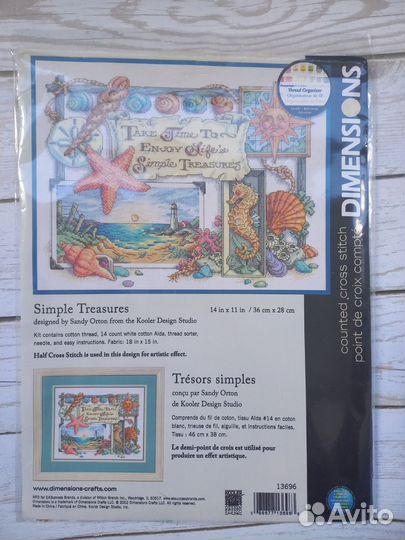 Thread Organizer
TAKE TIME TO
ENJOY Life's
SIMPLE TREASURES
DIMENSIONS
counted cross stitch
point de croix compté
Simple Treasures
14 in x 11 in / 36 cm x 28 cm
designed by Sandy Orton from the Kooler Design Studio
Kit contains cotton thread, 14 count white cotton Aida, thread sorter,
needle, and easy instructions. Fabric: 18 in x 15 in.
Half Cross Stitch is used in this design for artistic effect.
Trésors simples
conçu par Sandy Orton
de Kooler Design Studio
Comprenda du fil de coton, tissu Aida #14 en coton
blanc, trieuse de fil, aiguille, et instructions faciles.
Tissu : 46 cm x 38 cm.
Le demi-point de croix est utilisé pour
produire un effet artistique.
www.dimensions-crafts.com
13696
Avito